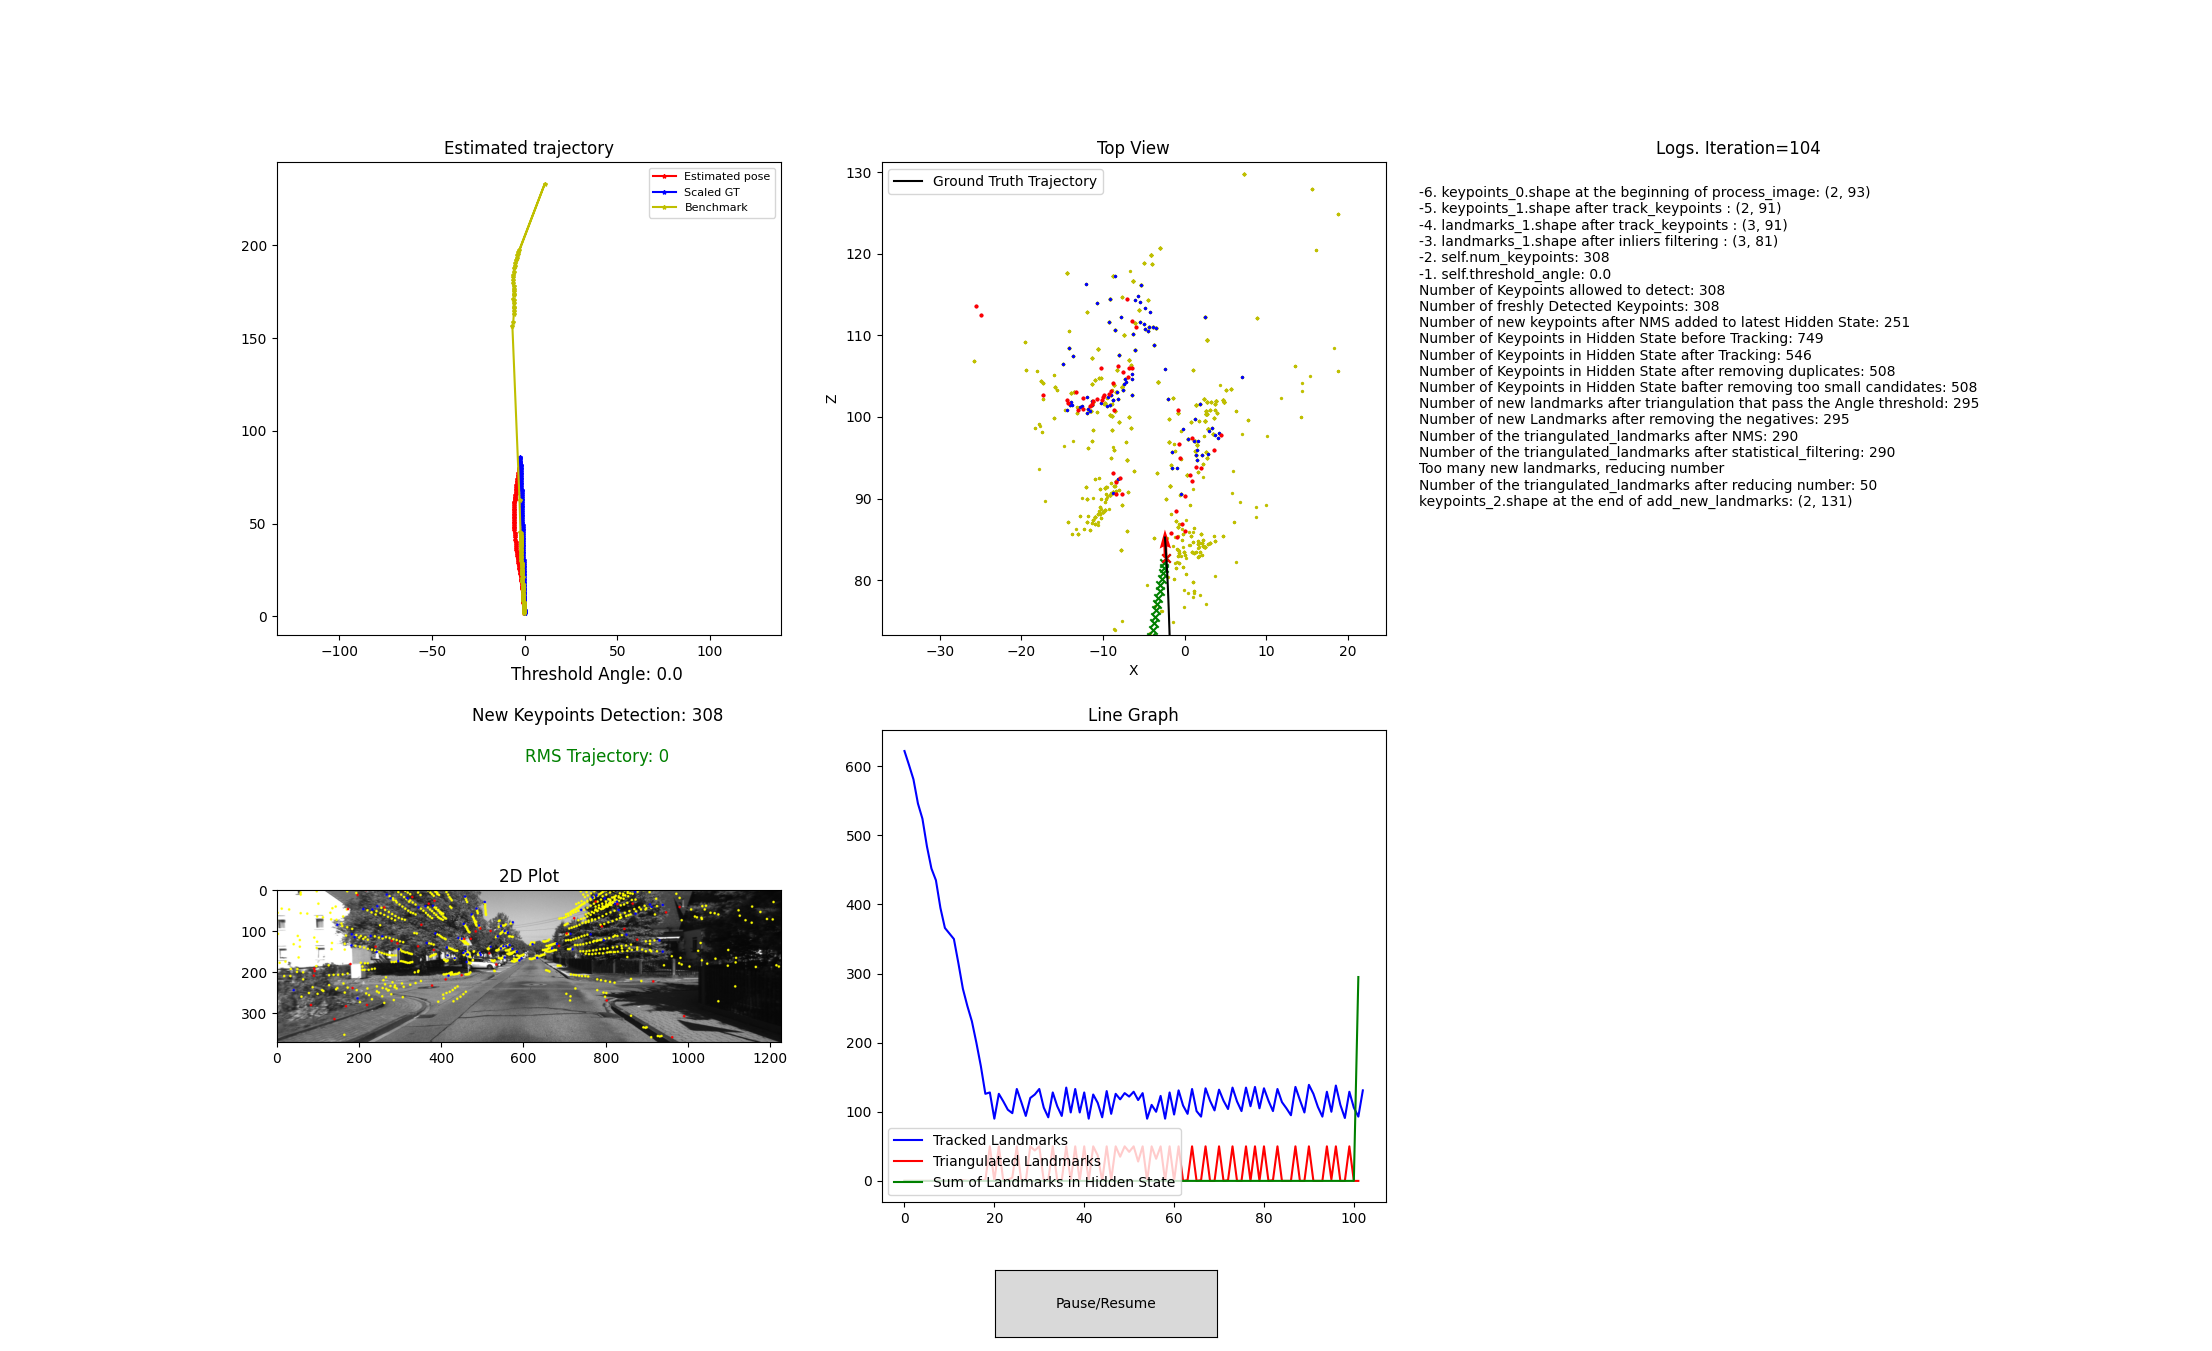 Estimated trajectory
Estimated pose
Scaled GT
Benchmark
200
150
100
50
0
−100
−50
0
50
100
Threshold Angle: 0.0
New Keypoints Detection: 308
RMS Trajectory: 0
Top View
Ground Truth Trajectory
Z
130
120
110
100
90
80
−30
−20
−10
0
10
20
X
Logs. Iteration=104
-6. keypoints_0.shape at the beginning of process_image: (2, 93)
-5. keypoints_1.shape after track_keypoints : (2, 91)
-4. landmarks_1.shape after track_keypoints : (3, 91)
-3. landmarks_1.shape after inliers filtering : (3, 81)
-2. self.num_keypoints: 308
-1. self.threshold_angle: 0.0
Number of Keypoints allowed to detect: 308
Number of freshly Detected Keypoints: 308
Number of new keypoints after NMS added to latest Hidden State: 251
Number of Keypoints in Hidden State before Tracking: 749
Number of Keypoints in Hidden State after Tracking: 546
Number of Keypoints in Hidden State after removing duplicates: 508
Number of Keypoints in Hidden State bafter removing too small candidates: 508
Number of new landmarks after triangulation that pass the Angle threshold: 295
Number of new Landmarks after removing the negatives: 295
Number of the triangulated_landmarks after NMS: 290
Number of the triangulated_landmarks after statistical_filtering: 290
Too many new landmarks, reducing number
Number of the triangulated_landmarks after reducing number: 50
keypoints_2.shape at the end of add_new_landmarks: (2, 131)
2D Plot
0
100
200
300
0
200
400
600
800
1000
1200
Line Graph
600
500
400
300
200
100
0
Tracked Landmarks
Triangulated Landmarks
Sum of Landmarks in Hidden State
0
20
40
60
80
100
Pause/Resume